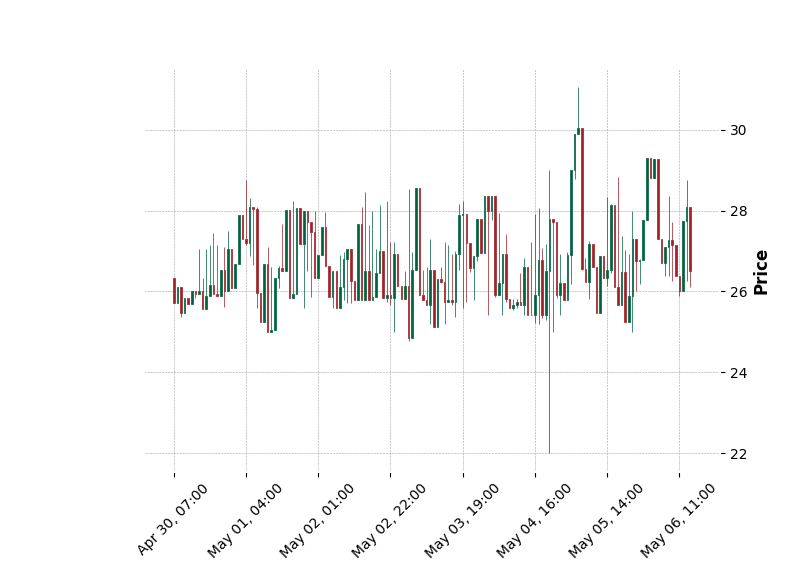 30
28
26
24
22
Price
Apr 30, 07:00
May 01, 04:00
May 02, 01:00
May 02, 22:00
May 03, 19:00
May 04, 16:00
May 05, 14:00
May 06, 11:00